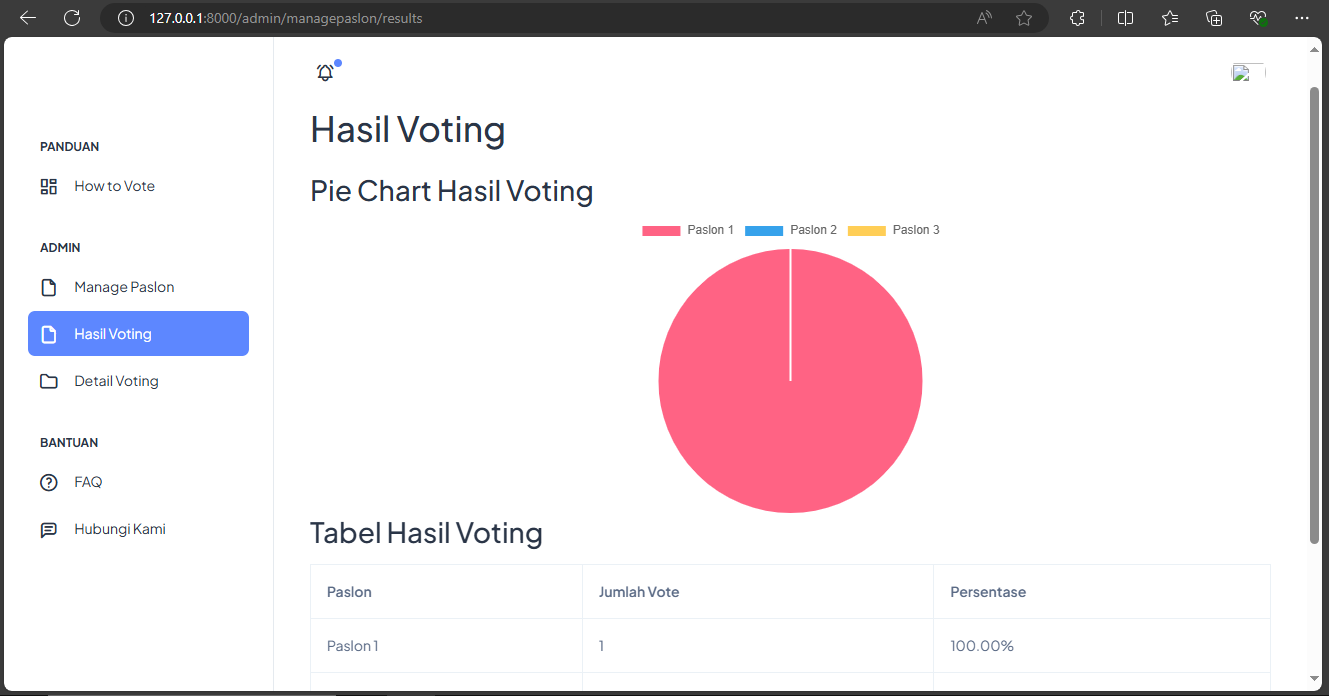 127.0.0.1:8000/admin/managepaslon/results
PANDUAN
How to Vote
ADMIN
Manage Paslon
Hasil Voting
Detail Voting
BANTUAN
FAQ
Hubungi Kami
Hasil Voting
Pie Chart Hasil Voting
Paslon 1 Paslon 2 Paslon 3
Tabel Hasil Voting
Paslon Jumlah Vote Persentase
Paslon 1 1 100.00%